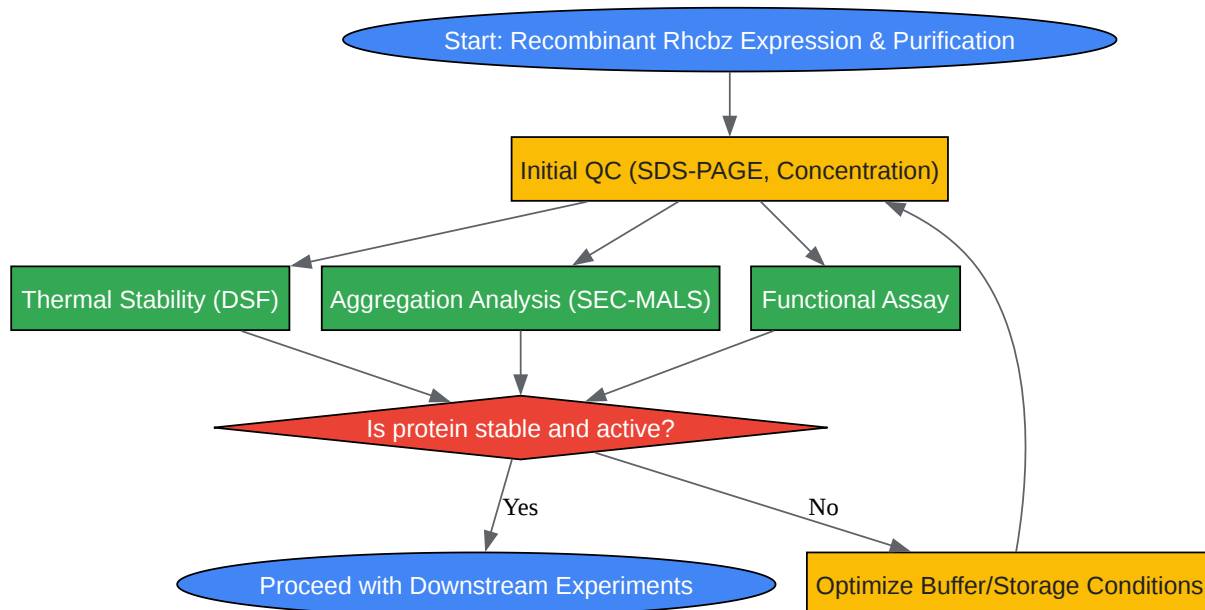 Start: Recombinant Rhcbz Expression & Purification
Initial QC (SDS-PAGE, Concentration)
Thermal Stability (DSF)
Aggregation Analysis (SEC-MALS)
Functional Assay
Is protein stable and active?
Yes
No
Proceed with Downstream Experiments
Optimize Buffer/Storage Conditions